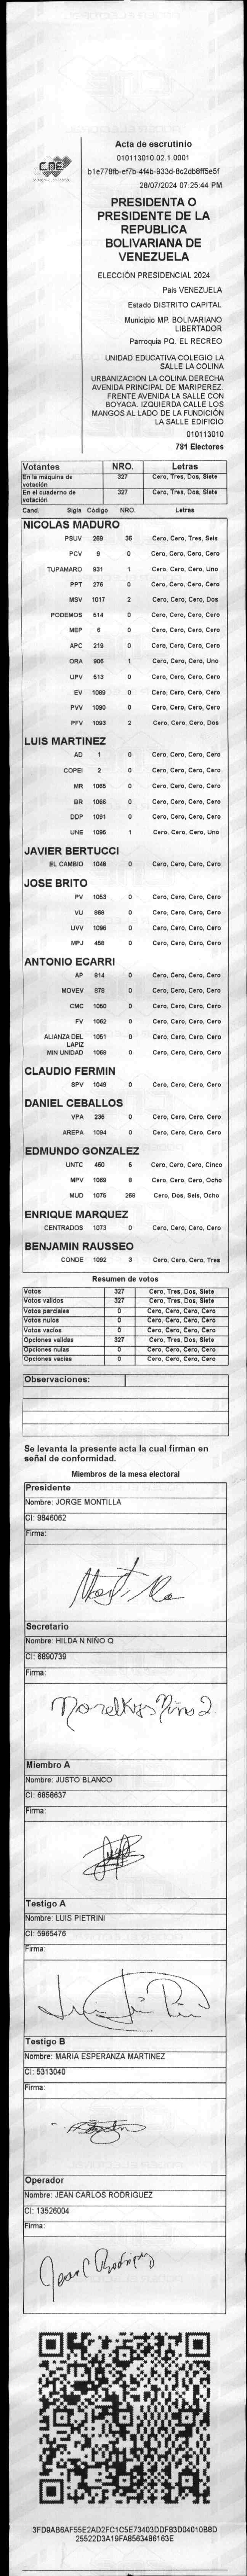 CNE
Acta de escrutinio
010113010.02.1.0001
b1e778fb-ef7b-4f4b-933d-8c2db8ff5e5f
28/07/2024 07:25:44 PM
PRESIDENTA O
PRESIDENTE DE LA
REPUBLICA
BOLIVARIANA DE
VENEZUELA
ELECCIÓN PRESIDENCIAL 2024
Pais VENEZUELA
Estado DISTRITO CAPITAL
Municipio MP. BOLIVARIANO
LIBERTADOR
Parroquia PQ. EL RECREO
UNIDAD EDUCATIVA COLEGIO LA
SALLE LA COLINA
URBANIZACIÓN LA COLINA DERECHA
AVENIDA PRINCIPAL DE MARIPEREZ.
FRENTE AVENIDA LA SALLE CON
BOYACA. IZQUIERDA CALLE LOS
MANGOS AL LADO DE LA FUNDICIÓN
LA SALLE EDIFICIO
010113010
781 Electores
Votantes NRO. Letras
En la máquina de votación 327 Cero, Tres, Dos, Siete
En el cuaderno de votación 327 Cero, Tres, Dos, Siete
Cand. Sigla Código NRO. Letras
NICOLAS MADURO
PSUV 269 36 Cero, Cero, Tres, Seis
PCV 9 0 Cero, Cero, Cero, Cero
TUPAMARO 931 1 Cero, Cero, Cero, Uno
PPT 276 0 Cero, Cero, Cero, Cero
MSV 1017 2 Cero, Cero, Cero, Dos
PODEMOS 514 0 Cero, Cero, Cero, Cero
MEP 6 0 Cero, Cero, Cero, Cero
APC 219 0 Cero, Cero, Cero, Cero
ORA 906 1 Cero, Cero, Cero, Uno
UPV 513 0 Cero, Cero, Cero, Cero
EV 1089 0 Cero, Cero, Cero, Cero
PVV 1090 0 Cero, Cero, Cero, Cero
PFV 1093 2 Cero, Cero, Cero, Dos
LUIS MARTINEZ
AD 1 0 Cero, Cero, Cero, Cero
COPEI 2 0 Cero, Cero, Cero, Cero
MR 1065 0 Cero, Cero, Cero, Cero
BR 1066 0 Cero, Cero, Cero, Cero
DDP 1091 0 Cero, Cero, Cero, Cero
UNE 1095 1 Cero, Cero, Cero, Uno
JAVIER BERTUCCI
EL CAMBIO 1048 0 Cero, Cero, Cero, Cero
JOSE BRITO
PV 1053 0 Cero, Cero, Cero, Cero
VU 868 0 Cero, Cero, Cero, Cero
UVV 1096 0 Cero, Cero, Cero, Cero
MPJ 458 0 Cero, Cero, Cero, Cero
ANTONIO ECARRI
AP 814 0 Cero, Cero, Cero, Cero
MOVEV 878 0 Cero, Cero, Cero, Cero
CMC 1050 0 Cero, Cero, Cero, Cero
FV 1062 0 Cero, Cero, Cero, Cero
ALIANZA DEL LAPIZ 1051 0 Cero, Cero, Cero, Cero
MIN UNIDAD 1068 0 Cero, Cero, Cero, Cero
CLAUDIO FERMIN
SPV 1049 0 Cero, Cero, Cero, Cero
DANIEL CEBALLOS
VPA 235 0 Cero, Cero, Cero, Cero
AREPA 1094 0 Cero, Cero, Cero, Cero
EDMUNDO GONZALEZ
UNTC 460 5 Cero, Cero, Cero, Cinco
MPV 1069 8 Cero, Cero, Cero, Ocho
MUD 1075 268 Cero, Dos, Seis, Ocho
ENRIQUE MARQUEZ
CENTRADOS 1073 0 Cero, Cero, Cero, Cero
BENJAMIN RAUSSEO
CONDE 1092 3 Cero, Cero, Cero, Tres
Resumen de votos
Votos 327 Cero, Tres, Dos, Siete
Votos validos 327 Cero, Tres, Dos, Siete
Votos parciales 0 Cero, Cero, Cero, Cero
Votos nulos 0 Cero, Cero, Cero, Cero
Votos vacios 0 Cero, Cero, Cero, Cero
Opciones validas 327 Cero, Tres, Dos, Siete
Opciones nulas 0 Cero, Cero, Cero, Cero
Opciones vacias 0 Cero, Cero, Cero, Cero
Observaciones:
Se levanta la presente acta la cual firman en
señal de conformidad.
Miembros de la mesa electoral
Presidente
Nombre: JORGE MONTILLA
CI: 9846062
Firma:
Secretario
Nombre: HILDA N NIÑO Q
CI: 6890739
Firma:
Miembro A
Nombre: JUSTO BLANCO
CI: 6858637
Firma:
Testigo A
Nombre: LUIS PIETRINI
CI: 5965476
Firma:
Testigo B
Nombre: MARIA ESPERANZA MARTINEZ
CI: 5313040
Firma:
Operador
Nombre: JEAN CARLOS RODRIGUEZ
CI: 13526004
Firma:
Jean C Rodriguez
3FD9AB6AF55E2AD2FC1C5E73403DDF83D04010B8D
25522D3A19FA8563486163E